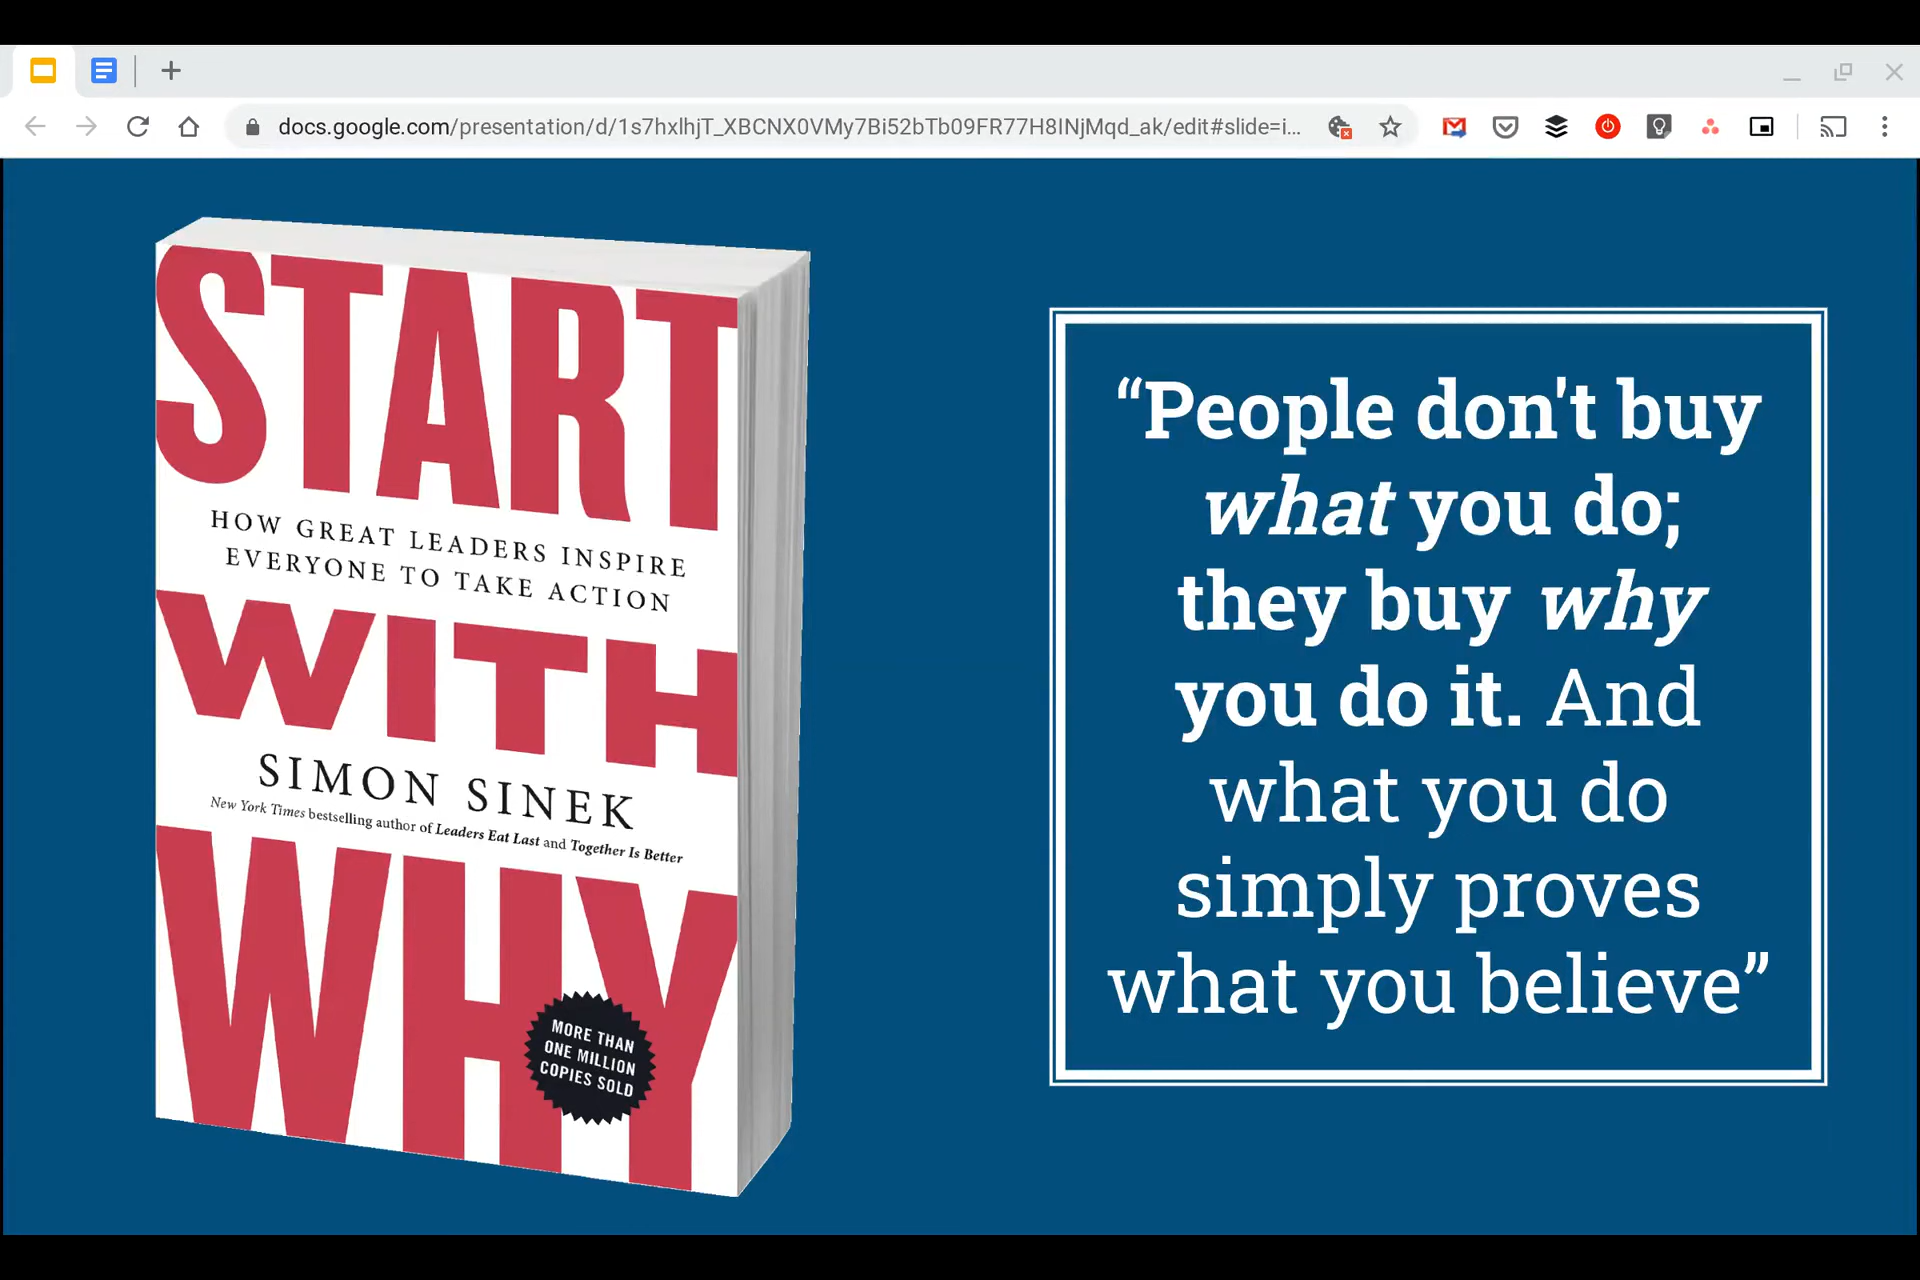 docs.google.com/presentation/d/1s7hxlhjT_XBCNX0VMy7Bi52bTb09FR77H8INjMqd_ak/edit#slide=i...
START
HOW GREAT LEADERS INSPIRE
EVERYONE TO TAKE ACTION
WITH
SIMON SINEK
New York Times bestselling author of Leaders Eat Last and Together Is Better
WHY
MORE THAN
ONE MILLION
COPIES SOLD
“People don't buy
what you do;
they buy why
you do it. And
what you do
simply proves
what you believe”